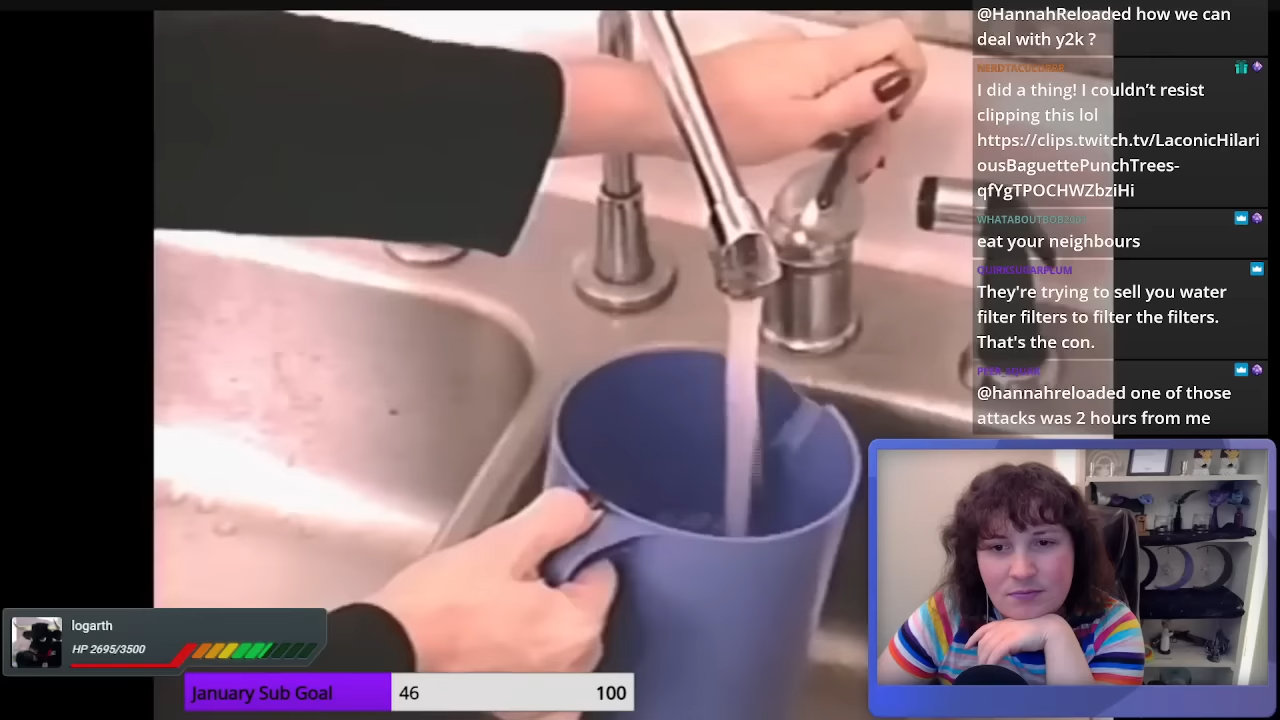 @HannahReloaded how we can
deal with y2k ?
I did a thing! I couldn't resist
clipping this lol
https://clips.twitch.tv/LaconicHilari
ousBaguettePunchTrees-
qfYgTPOCHWZbziHi
eat your neighbours
QUIRKSUGARPLUM
They're trying to sell you water
filter filters to filter the filters.
That's the con.
@hannahreloaded one of those
attacks was 2 hours from me
logarth
HP 2695/3500
January Sub Goal 46 100